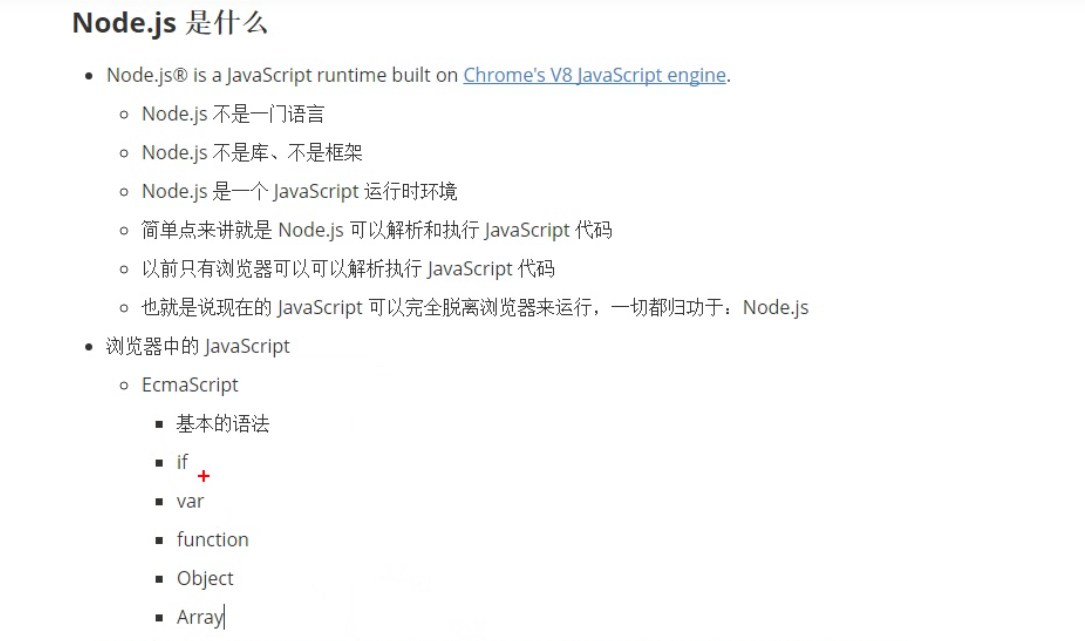 Node.js 是什么
Node.js® is a JavaScript runtime built on Chrome's V8 JavaScript engine.
Node.js 不是一门语言
Node.js 不是库、不是框架
Node.js 是一个 JavaScript 运行时环境
简单点来讲就是 Node.js 可以解析和执行 JavaScript 代码
以前只有浏览器可以可以解析执行 JavaScript 代码
也就是说现在的 JavaScript 可以完全脱离浏览器来运行，一切都归功于：Node.js
浏览器中的 JavaScript
EcmaScript
基本的语法
if
var
function
Object
Array